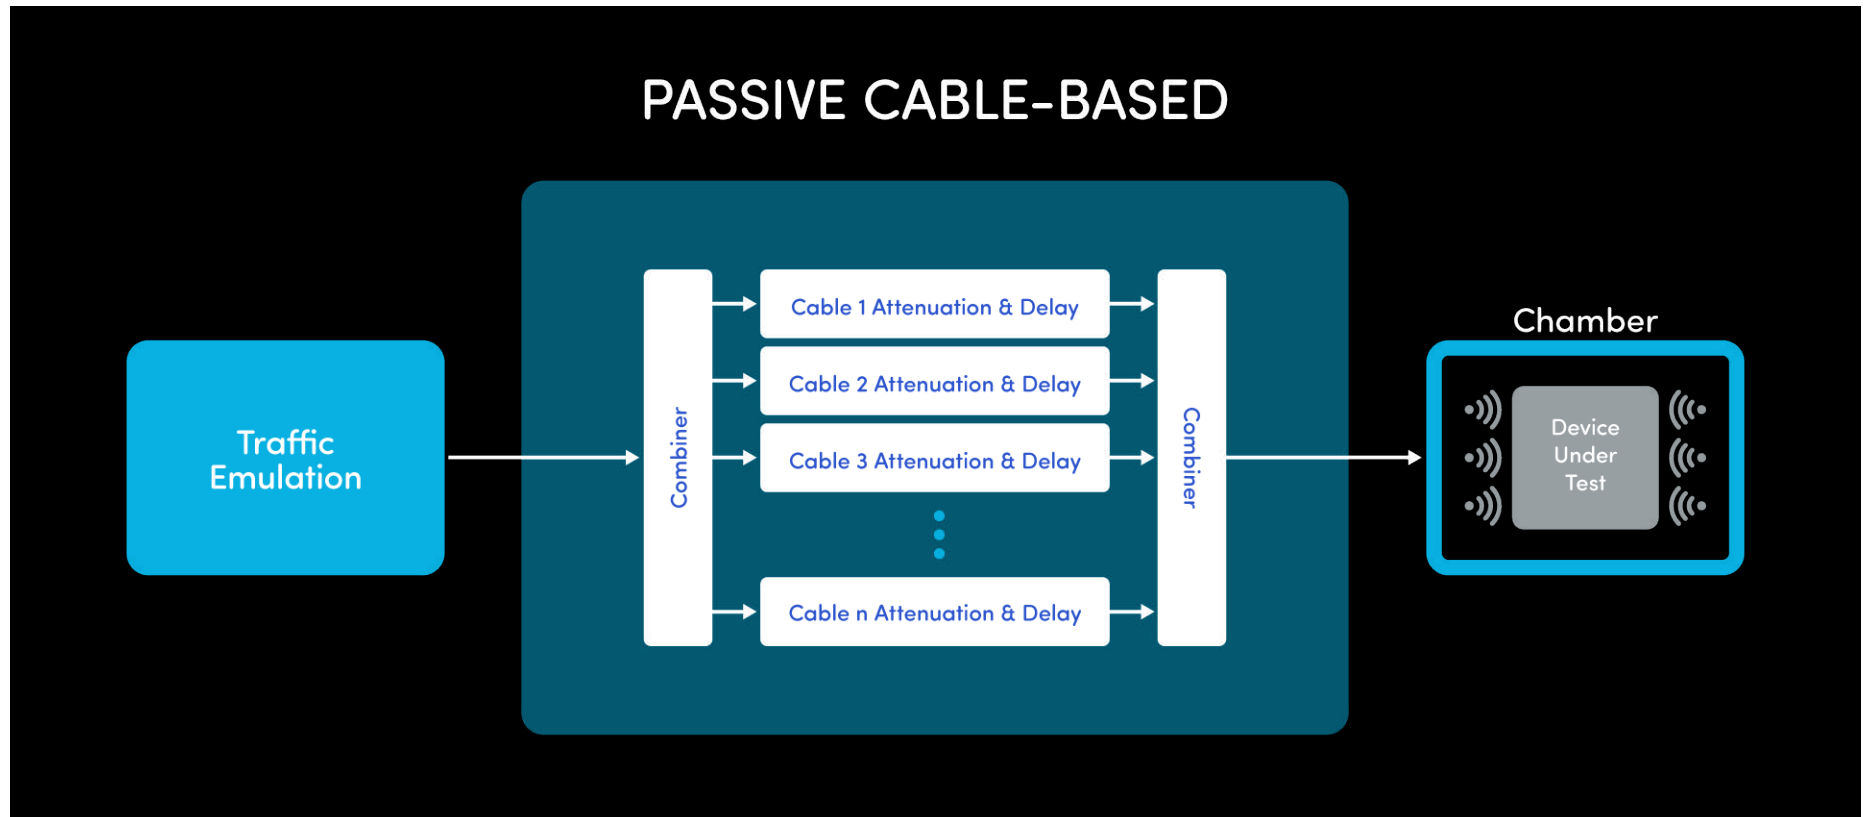 PASSIVE CABLE-BASED
Traffic
Emulation
Combiner
Cable 1 Attenuation & Delay
Cable 2 Attenuation & Delay
Cable 3 Attenuation & Delay
Cable n Attenuation & Delay
Combiner
Chamber
Device
Under
Test